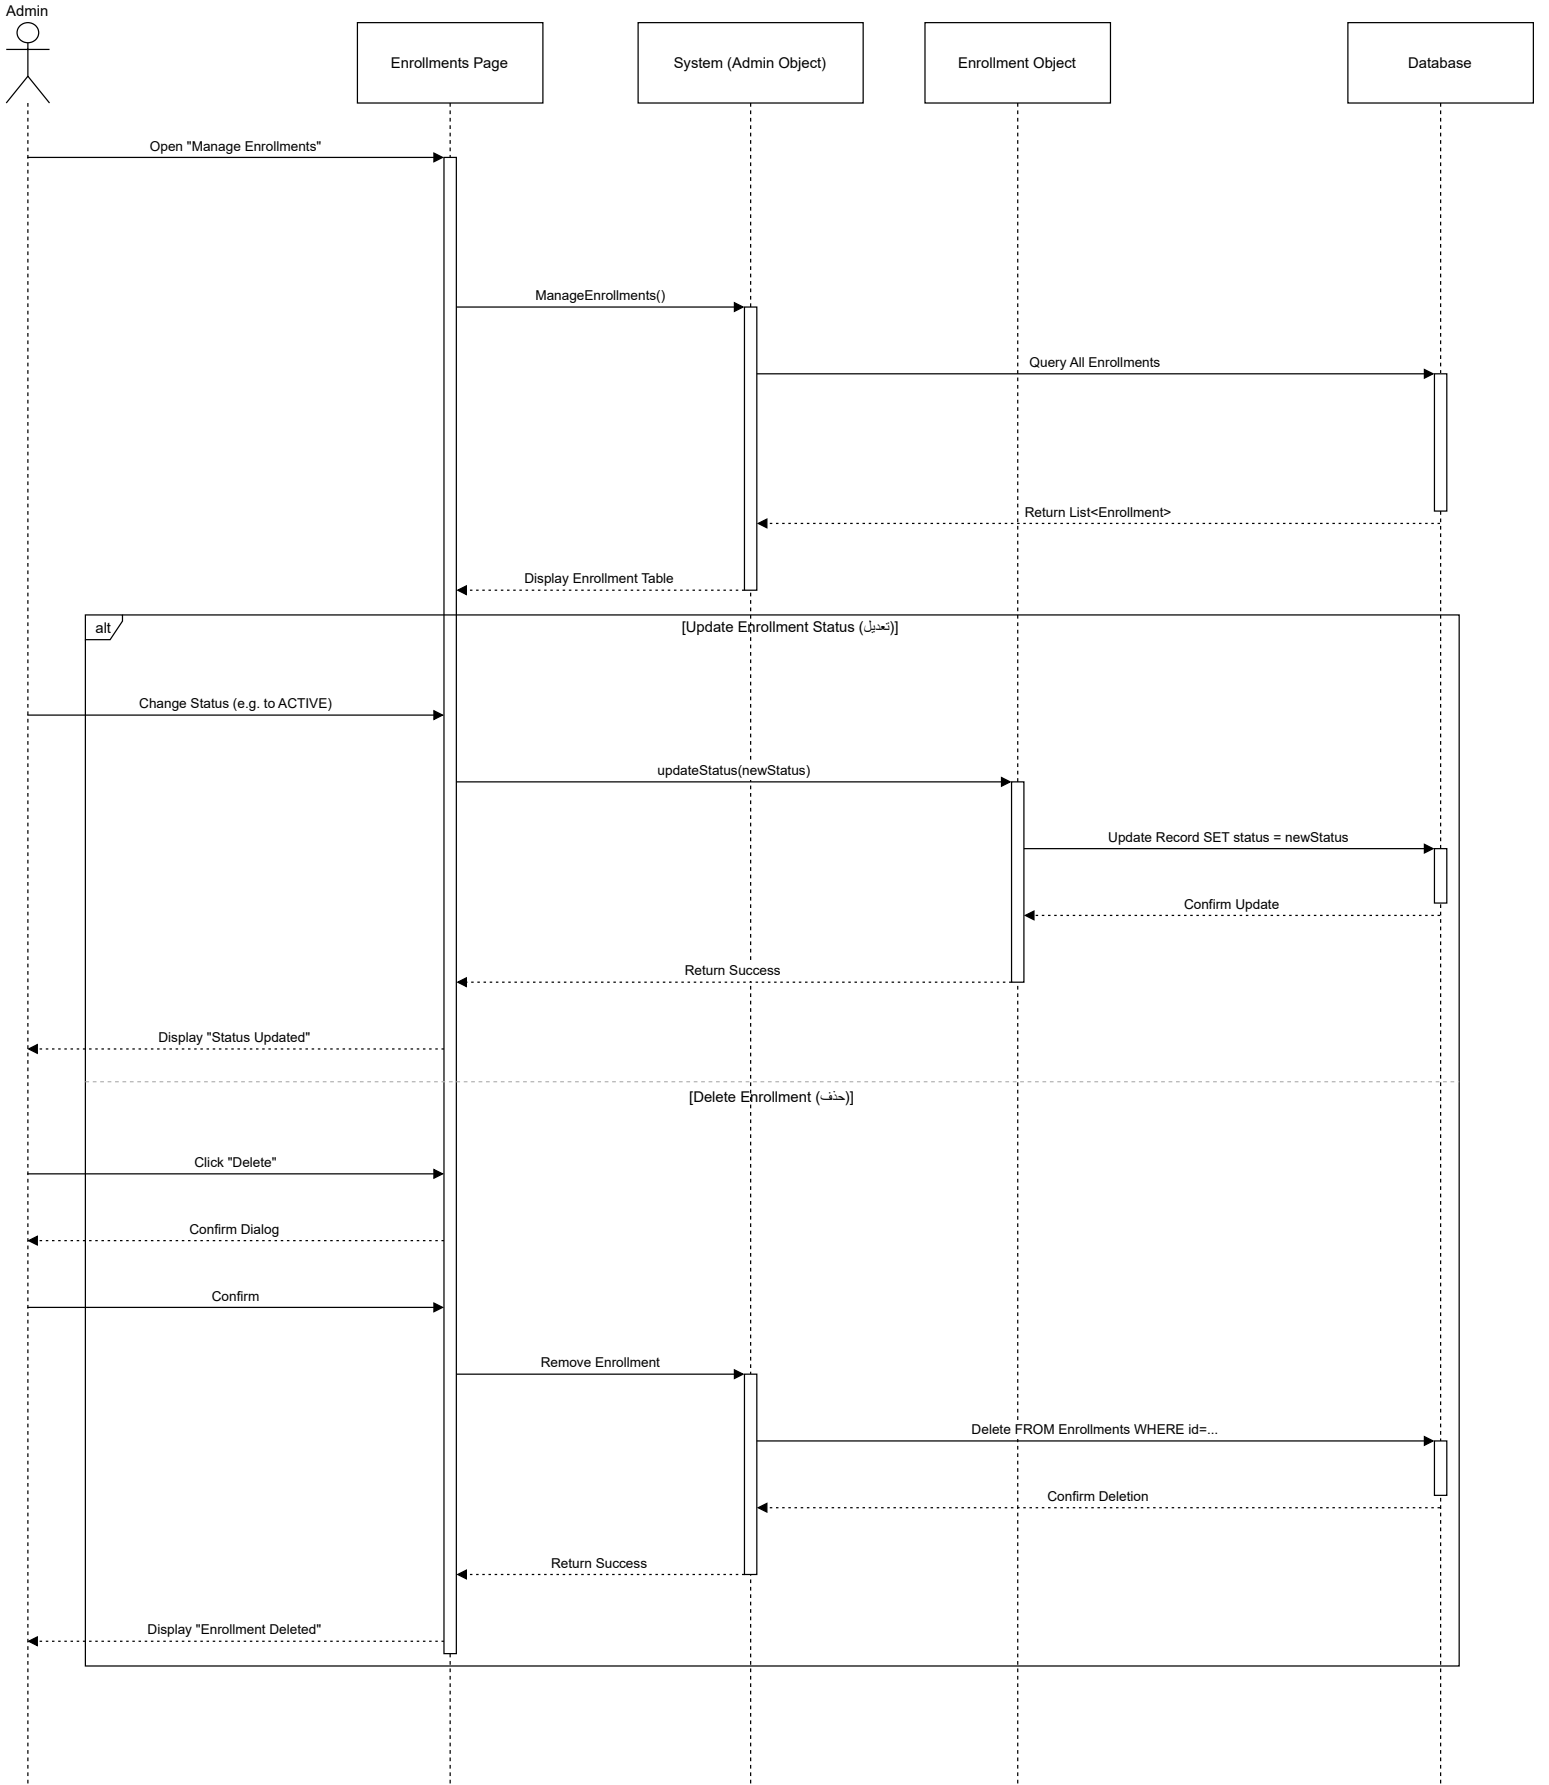 Admin
Enrollments Page
System (Admin Object)
Enrollment Object
Database
Open "Manage Enrollments"
ManageEnrollments()
Query All Enrollments
Return List<Enrollment>
Display Enrollment Table
alt
[Update Enrollment Status (تعديل)]
Change Status (e.g. to ACTIVE)
updateStatus(newStatus)
Update Record SET status = newStatus
Confirm Update
Return Success
Display "Status Updated"
[Delete Enrollment (حذف)]
Click "Delete"
Confirm Dialog
Confirm
Remove Enrollment
Delete FROM Enrollments WHERE id=...
Confirm Deletion
Return Success
Display "Enrollment Deleted"